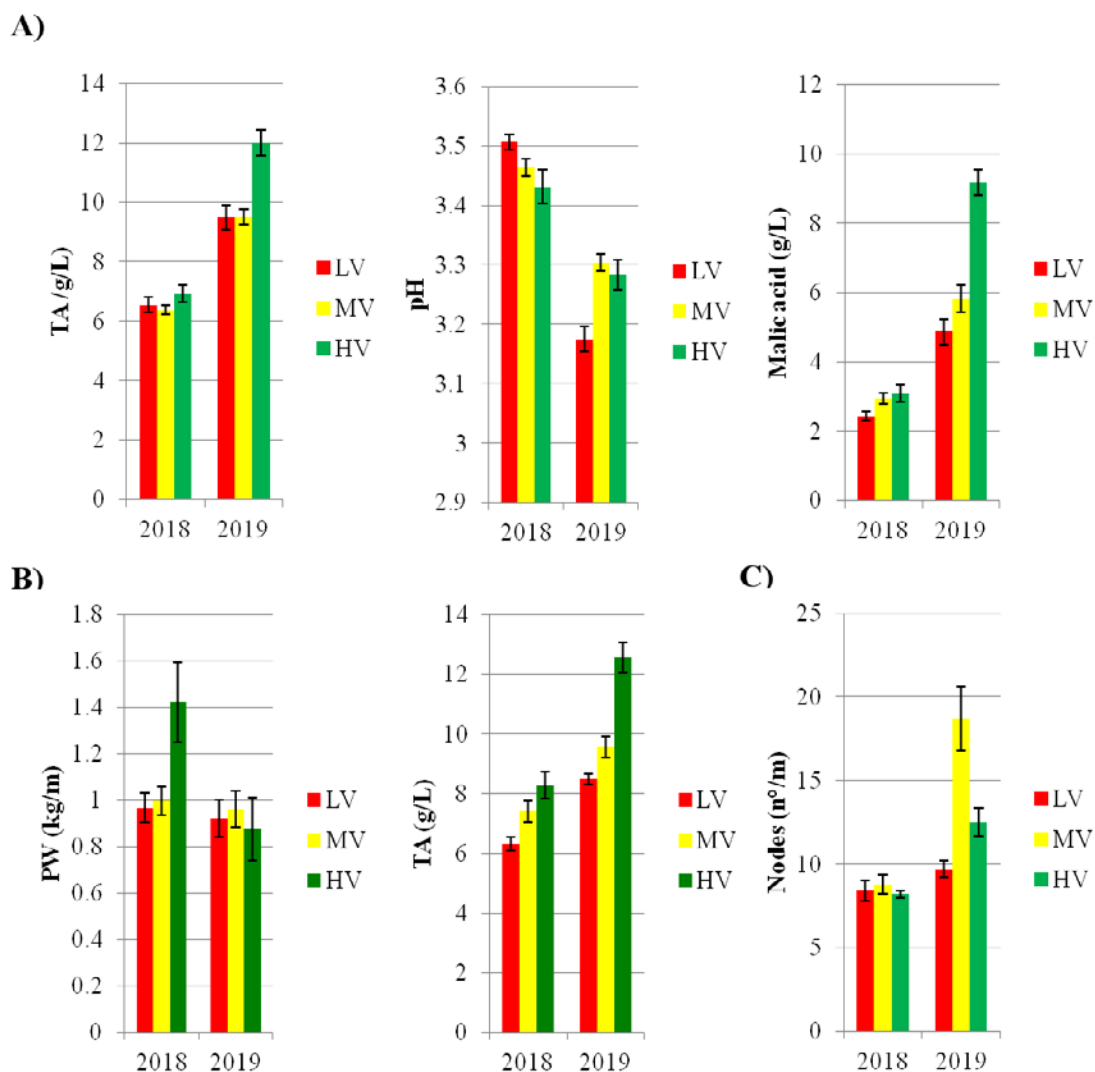 A)
TA /g/L)
14
12
10
8
6
4
2
0
2018 2019
LV
MV
HV
pH
3.6
3.5
3.4
3.3
3.2
3.1
3
2.9
2018 2019
LV
MV
HV
Malic acid (g/L)
12
10
8
6
4
2
0
2018 2019
LV
MV
HV
B)
PW (kg/m)
1.8
1.6
1.4
1.2
1
0.8
0.6
0.4
0.2
0
2018 2019
LV
MV
HV
TA (g/L)
14
12
10
8
6
4
2
0
2018 2019
LV
MV
HV
C)
Nodes (nº/m)
25
20
15
10
5
0
2018 2019
LV
MV
HV